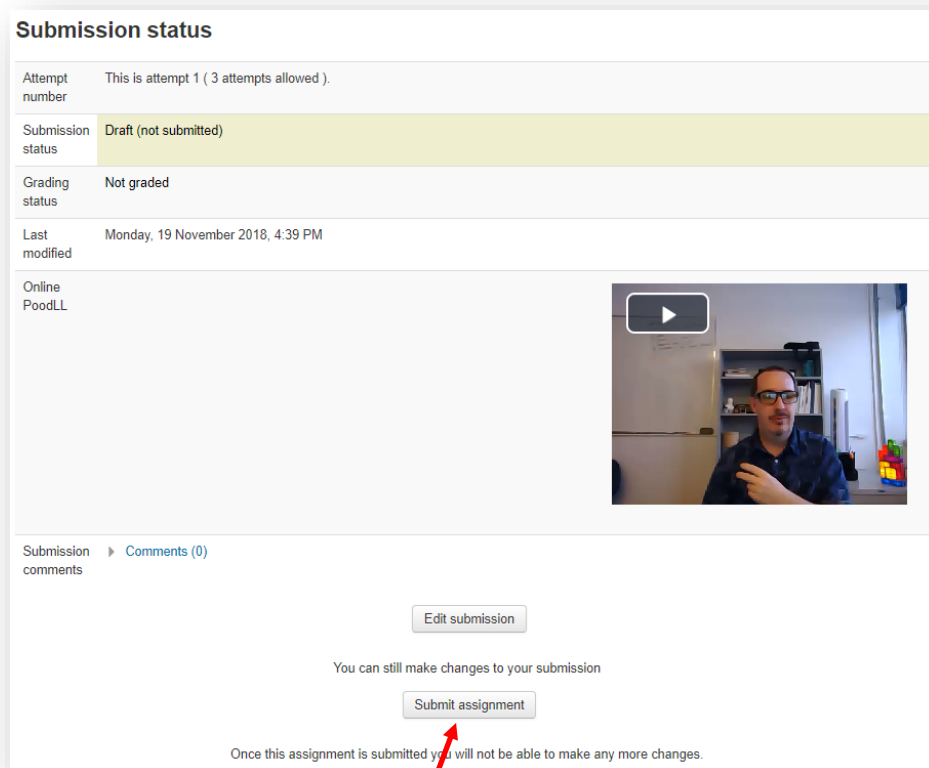 Submission status
Attempt
number
This is attempt 1 ( 3 attempts allowed ).
Submission
status
Draft (not submitted)
Grading
status
Not graded
Last
modified
Monday, 19 November 2018, 4:39 PM
Online
PoodLL
Submission
comments
Comments (0)
Edit submission
You can still make changes to your submission
Submit assignment
Once this assignment is submitted you will not be able to make any more changes.